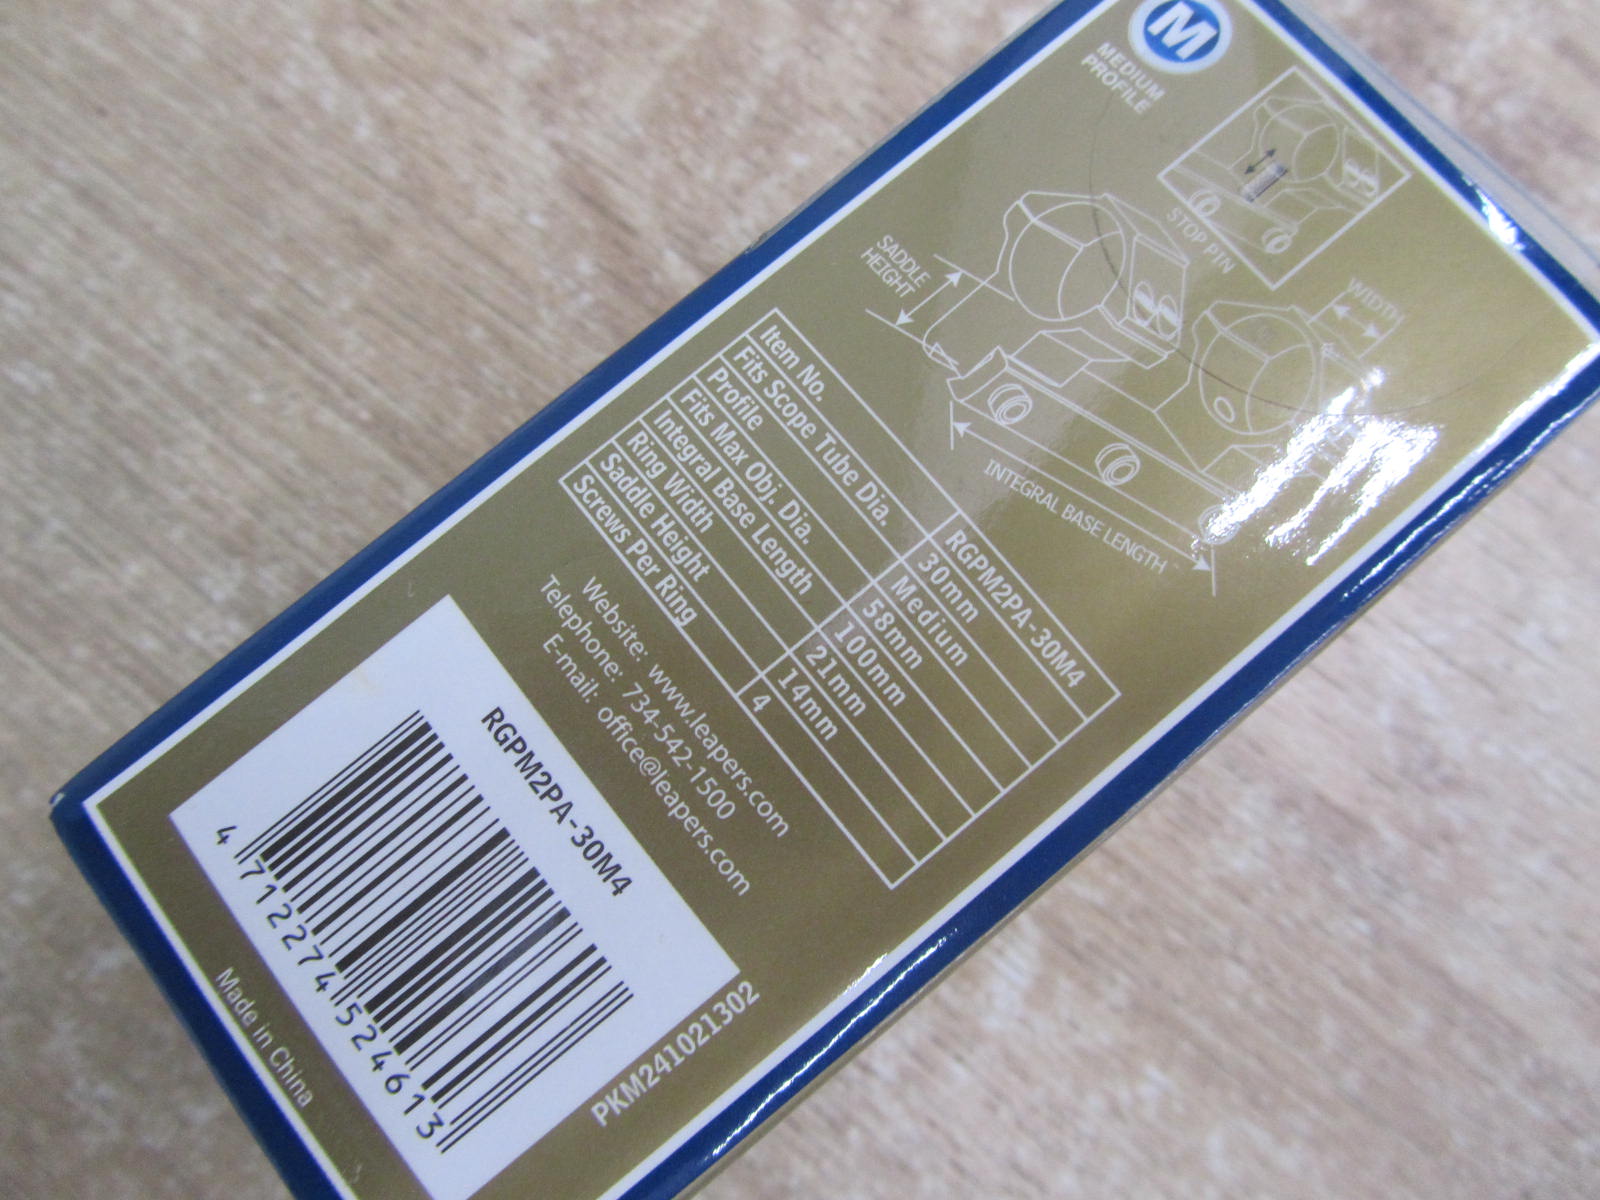 M
MEDIUM
PROFILE
STOP PIN
WIDTH
SADDLE
HEIGHT
INTEGRAL BASE LENGTH
Item No. RGPM2PA-30M4
Fits Scope Tube Dia. 30mm
Profile Medium
Fits Max Obj. Dia. 58mm
Integral Base Length 100mm
Ring Width 21mm
Saddle Height 14mm
Screws Per Ring 4
Website: www.leapers.com
Telephone: 734-542-1500
E-mail: office@leapers.com
RGPM2PA-30M4
4 712274 524613
PKM241021302
Made in China